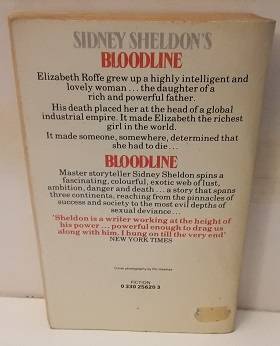 SIDNEY SHELDON'S
BLOODLINE
Elizabeth Roffe grew up a highly intelligent and
lovely woman... the daughter of a
rich and powerful father.
His death placed her at the head of a global
industrial empire. It made Elizabeth the richest
girl in the world.
It made someone, somewhere, determined that
she had to die...
BLOODLINE
Master storyteller Sidney Sheldon spins a
fascinating, colourful, exotic web of lust,
ambition, danger and death... a story that spans
three continents, reaching from the pinnacles of
success and society to the most evil depths of
sexual deviance...
'Sheldon is a writer working at the height of
his power... powerful enough to drag us
along with him. I hung on till the very end'
NEW YORK TIMES
Cover photography by
FICTION
0 330 25620 3